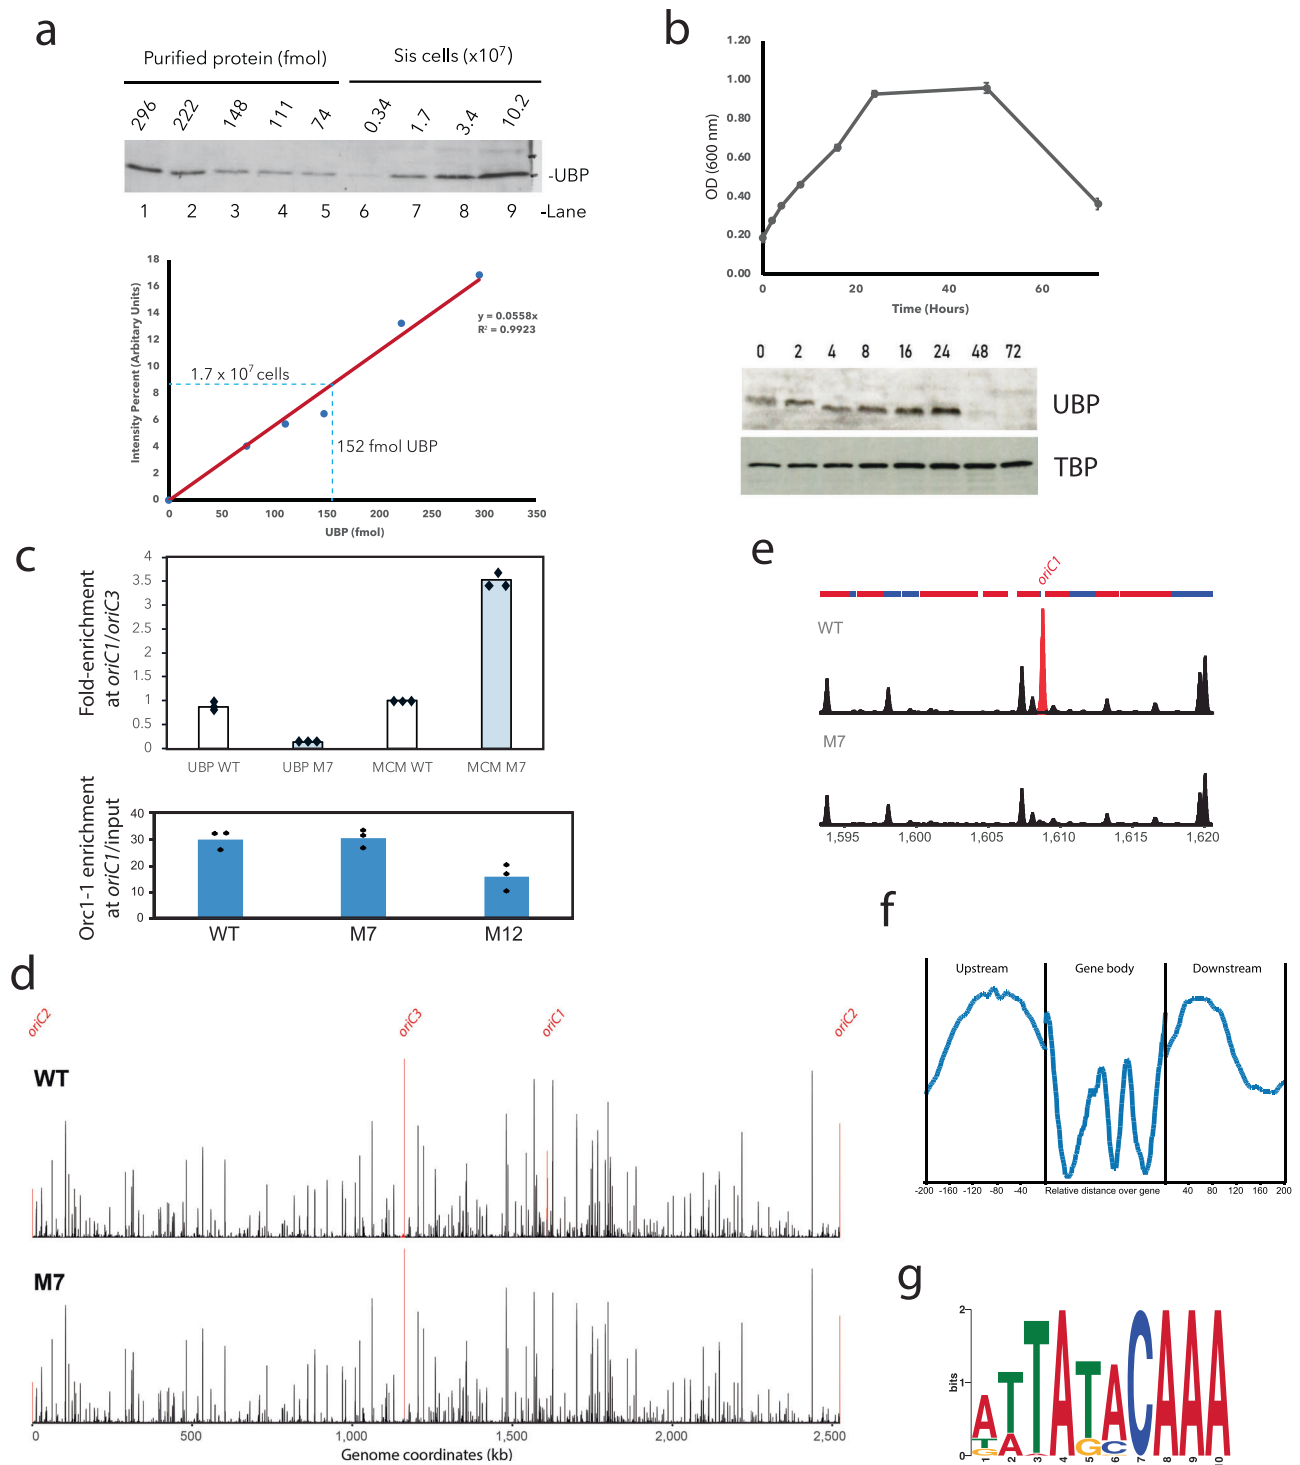 a
Purified protein (fmol)
Sis cells (x10⁷)
296 222 148 111 74 0.34 1.7 3.4 10.2
-UBP
1 2 3 4 5 6 7 8 9 -Lane
18
16
14
12
10
8
6
4
2
0
Intensity Percent (Arbitary Units)
y = 0.0558x
R² = 0.9923
1.7 x 10⁷ cells
152 fmol UBP
0 50 100 150 200 250 300 350
UBP (fmol)
b
1.20
1.00
0.80
0.60
0.40
0.20
0.00
OD (600 nm)
0 20 40 60
Time (Hours)
0 2 4 8 16 24 48 72
UBP
TBP
c
Fold-enrichment
at oriC1/oriC3
4
3.5
3
2.5
2
1.5
1
0.5
0
UBP WT UBP M7 MCM WT MCM M7
Orc1-1 enrichment
at oriC1/input
40
30
20
10
0
WT M7 M12
d
oriC2 oriC3 oriC1 oriC2
WT
M7
0 500 1,000 1,500 2,000 2,500
Genome coordinates (kb)
e
oriC1
WT
M7
1,595 1,600 1,605 1,610 1,615 1,620
f
Upstream Gene body Downstream
-200 -160 -120 -80 -40 Relative distance over gene 40 80 120 160 200
g
2
1
0
bits
A T T A T A C A A A
T A G C
G
1 2 3 4 5 6 7 8 9 10